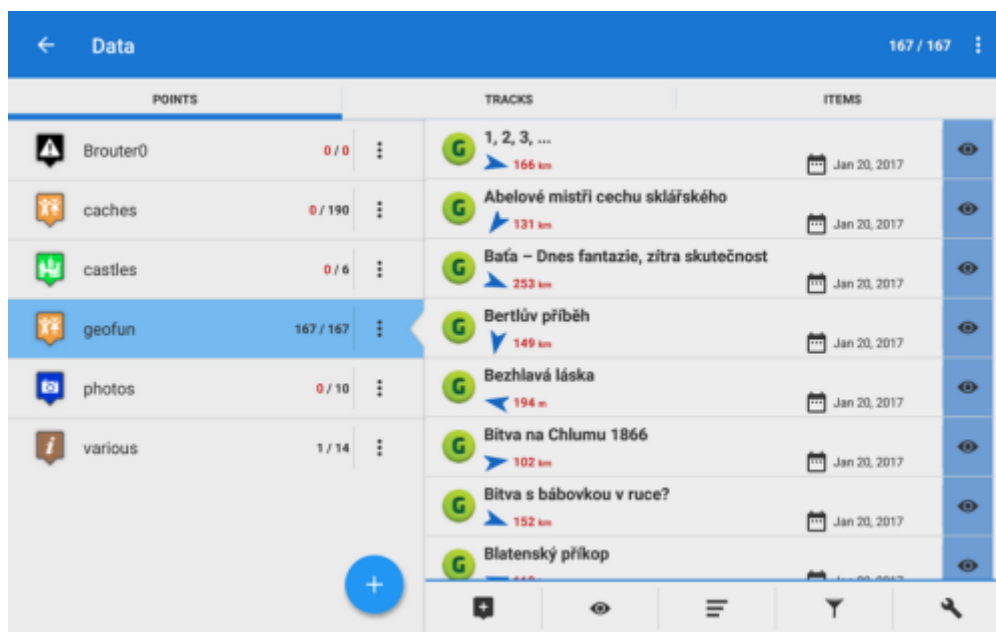 Data
167 / 167
POINTS
TRACKS
ITEMS
Brouter0
0 / 0
caches
0 / 190
castles
0 / 6
geofun
167 / 167
photos
0 / 10
various
1 / 14
G
1, 2, 3, ...
166 km
Jan 20, 2017
G
Abelové mistři cechu sklářského
131 km
Jan 20, 2017
G
Baťa – Dnes fantazie, zítra skutečnost
253 km
Jan 20, 2017
G
Bertlův příběh
149 km
Jan 20, 2017
G
Bezhlavá láska
194 m
Jan 20, 2017
G
Bitva na Chlumu 1866
102 km
Jan 20, 2017
G
Bitva s bábovkou v ruce?
152 km
Jan 20, 2017
G
Blatenský příkop